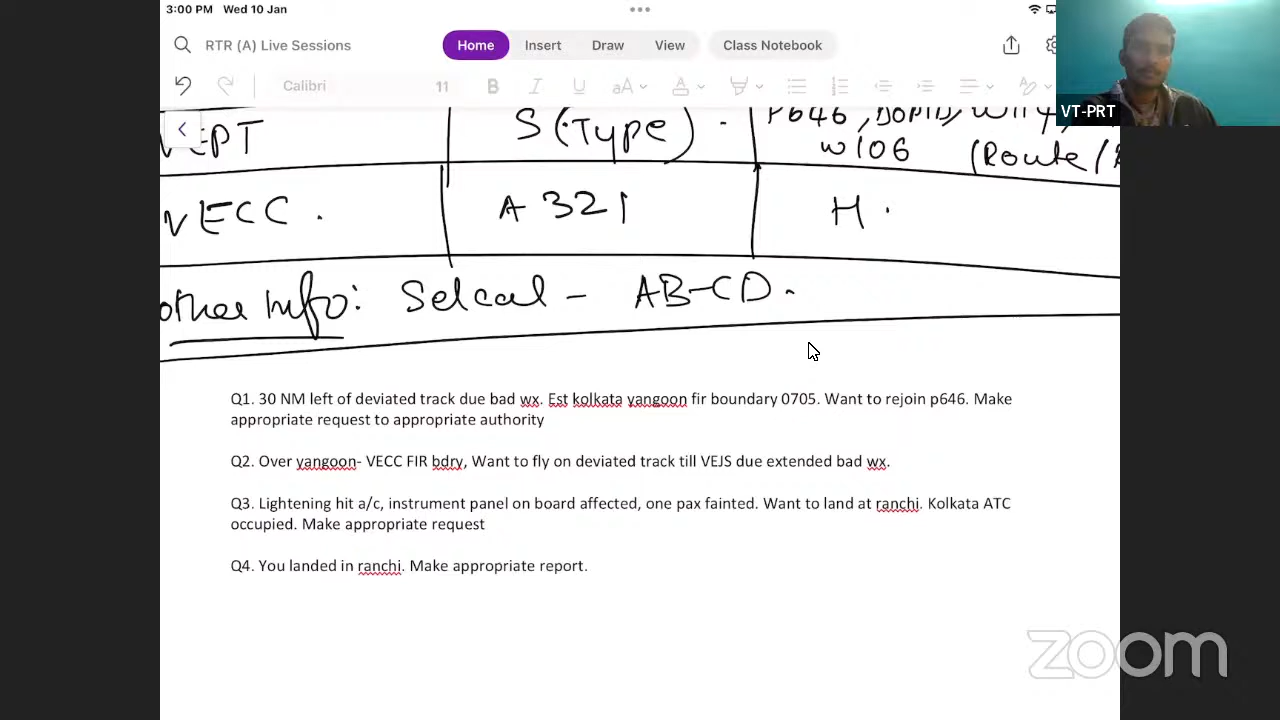 3:00 PM Wed 10 Jan
RTR (A) Live Sessions Home Insert Draw View Class Notebook
Calibri 11 B I U aA A
VT-PRT
VEPT S (Type) P646,
W106 (Route/
VECC. A 321 H.
other info: Selcal - AB-CD.
Q1. 30 NM left of deviated track due bad wx. Est kolkata yangoon fir boundary 0705. Want to rejoin p646. Make
appropriate request to appropriate authority
Q2. Over yangoon- VECC FIR bdry, Want to fly on deviated track till VEJS due extended bad wx.
Q3. Lightening hit a/c, instrument panel on board affected, one pax fainted. Want to land at ranchi. Kolkata ATC
occupied. Make appropriate request
Q4. You landed in ranchi. Make appropriate report.
zoom